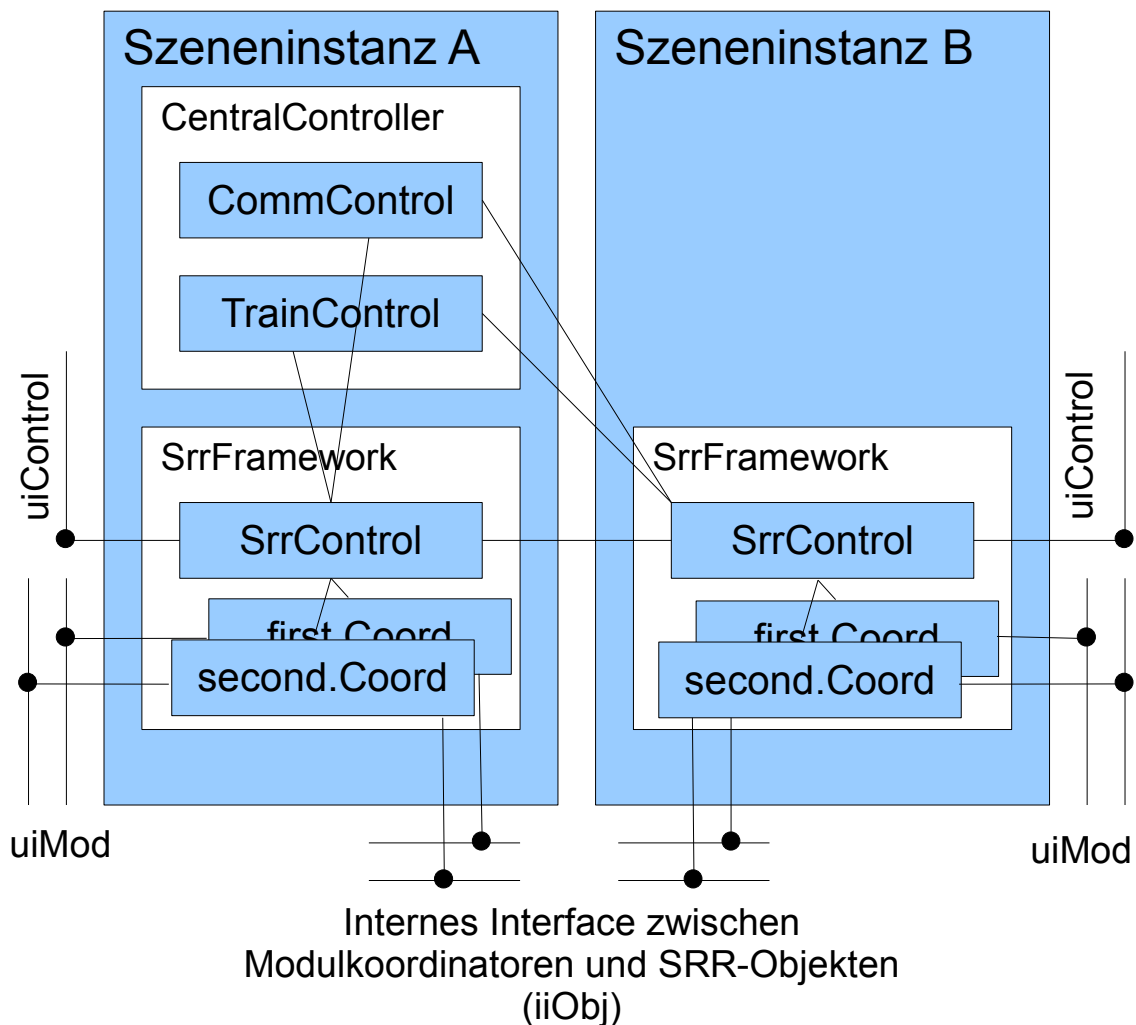 Szeneninstanz A
Szeneninstanz B
CentralController
CommControl
TrainControl
uiControl
uiControl
SrrFramework
SrrFramework
SrrControl
SrrControl
first.Coord
first.Coord
second.Coord
second.Coord
uiMod
uiMod
Internes Interface zwischen
Modulkoordinatoren und SRR-Objekten
(iiObj)